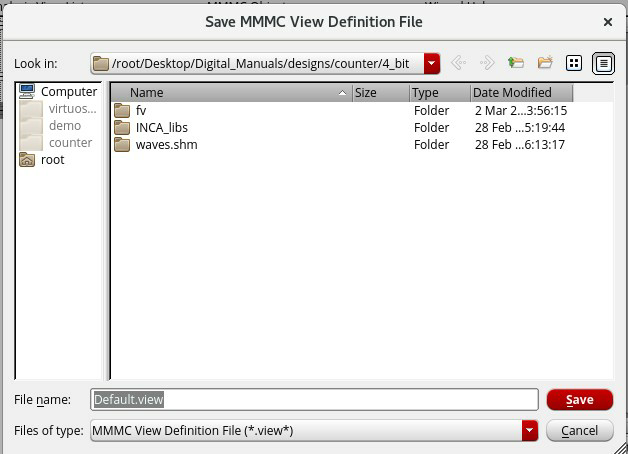 Save MMMC View Definition File
Look in: /root/Desktop/Digital_Manuals/designs/counter/4_bit
Computer
virtuos...
demo
counter
root
Name Size Type Date Modified
fv Folder 2 Mar 2...3:56:15
INCA_libs Folder 28 Feb ...5:19:44
waves.shm Folder 28 Feb ...6:13:17
File name: Default.view Save
Files of type: MMMC View Definition File (*.view*) Cancel